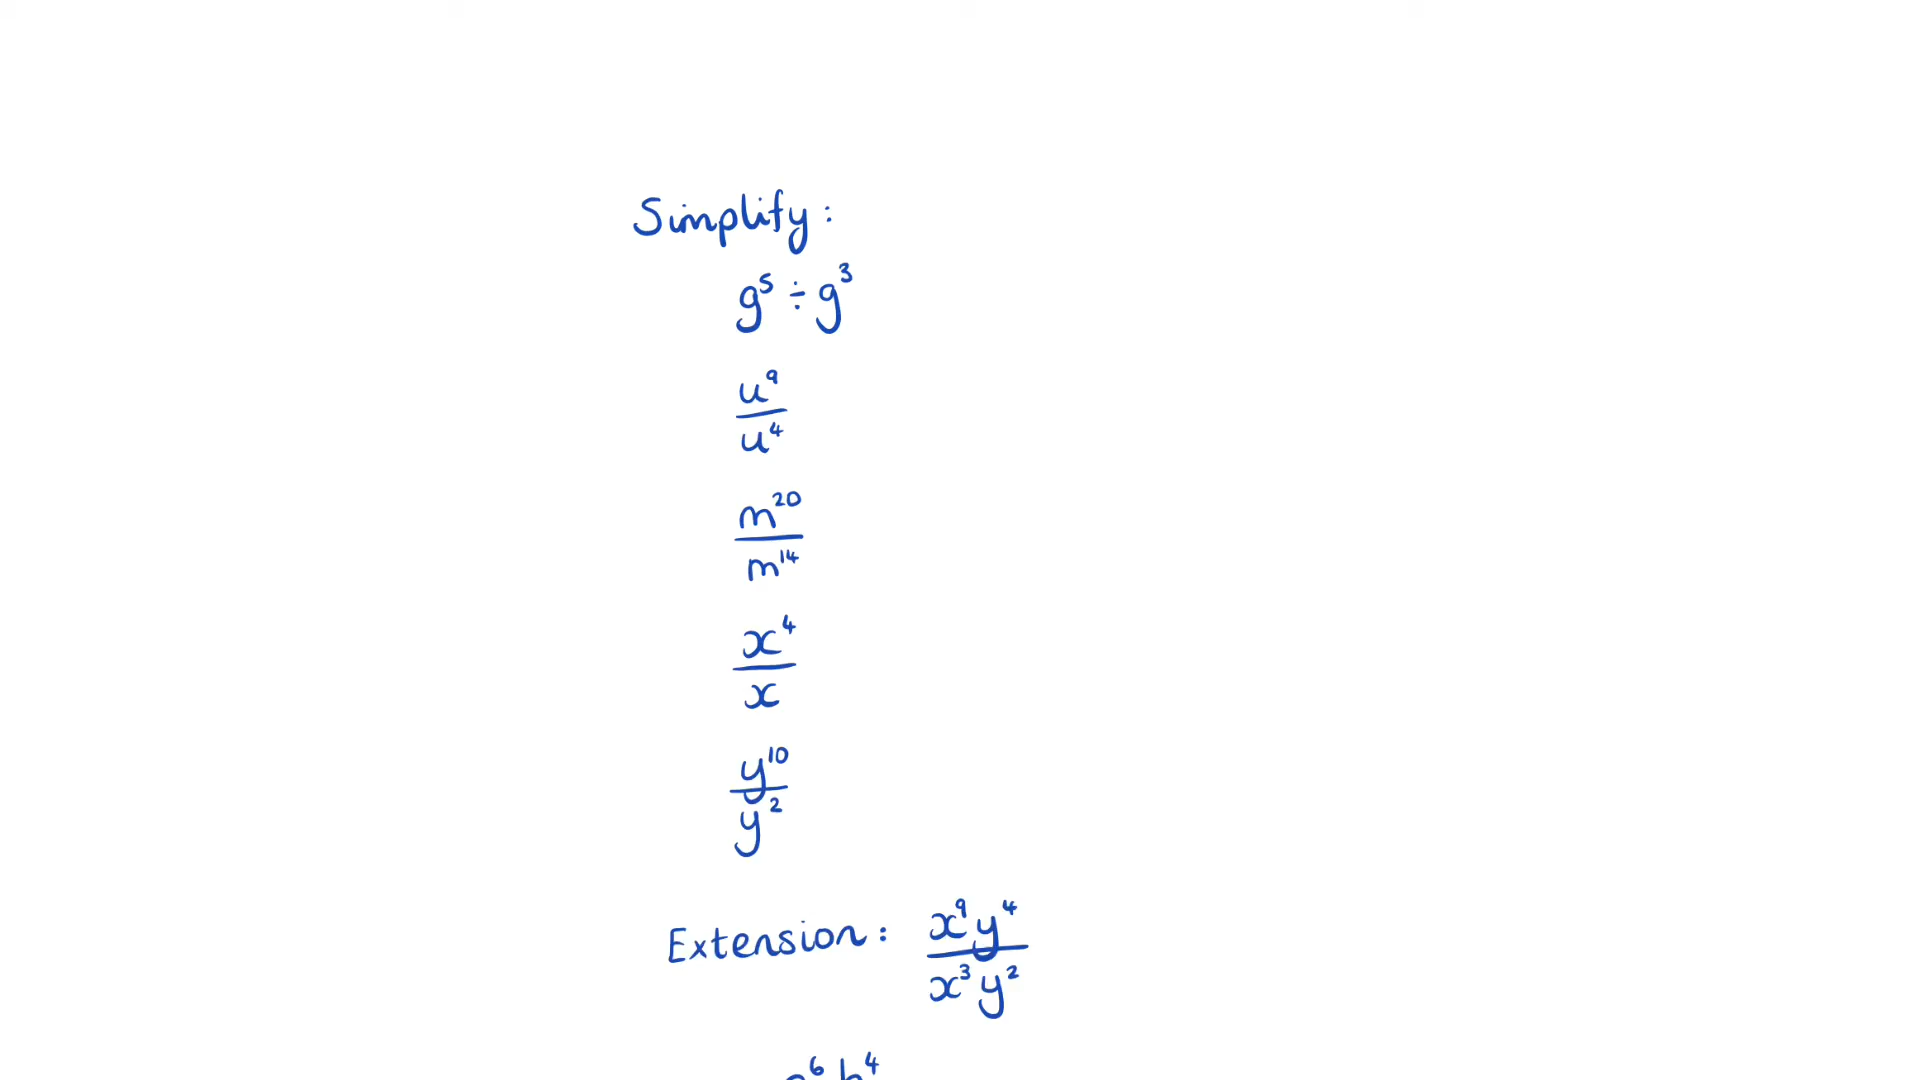 Simplify:
g⁵ ÷ g³
u⁹
u⁴
m²⁰
m¹⁴
x⁴
x
y¹⁰
y²
Extension: x⁹y⁴
x³y²